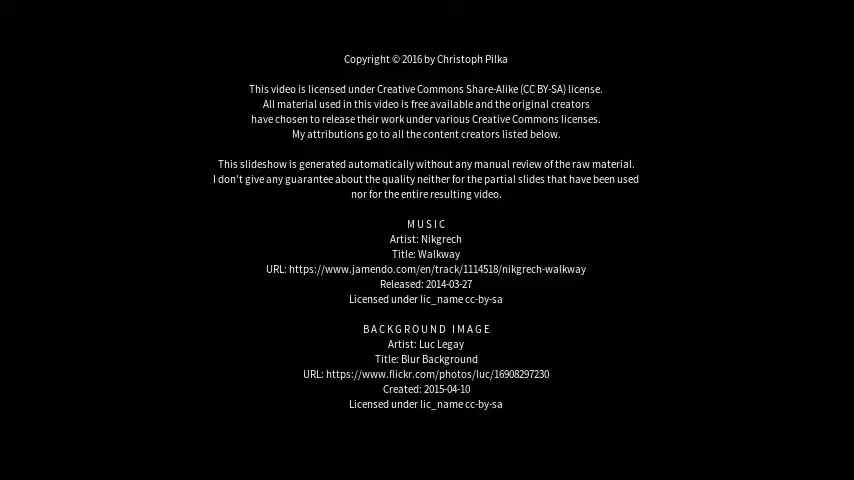 Copyright © 2016 by Christoph Pilka
This video is licensed under Creative Commons Share-Alike (CC BY-SA) license.
All material used in this video is free available and the original creators
have chosen to release their work under various Creative Commons licenses.
My attributions go to all the content creators listed below.
This slideshow is generated automatically without any manual review of the raw material.
I don't give any guarantee about the quality neither for the partial slides that have been used
nor for the entire resulting video.
M U S I C
Artist: Nikgrech
Title: Walkway
URL: https://www.jamendo.com/en/track/1114518/nikgrech-walkway
Released: 2014-03-27
Licensed under lic_name cc-by-sa
B A C K G R O U N D   I M A G E
Artist: Luc Legay
Title: Blur Background
URL: https://www.flickr.com/photos/luc/16908297230
Created: 2015-04-10
Licensed under lic_name cc-by-sa